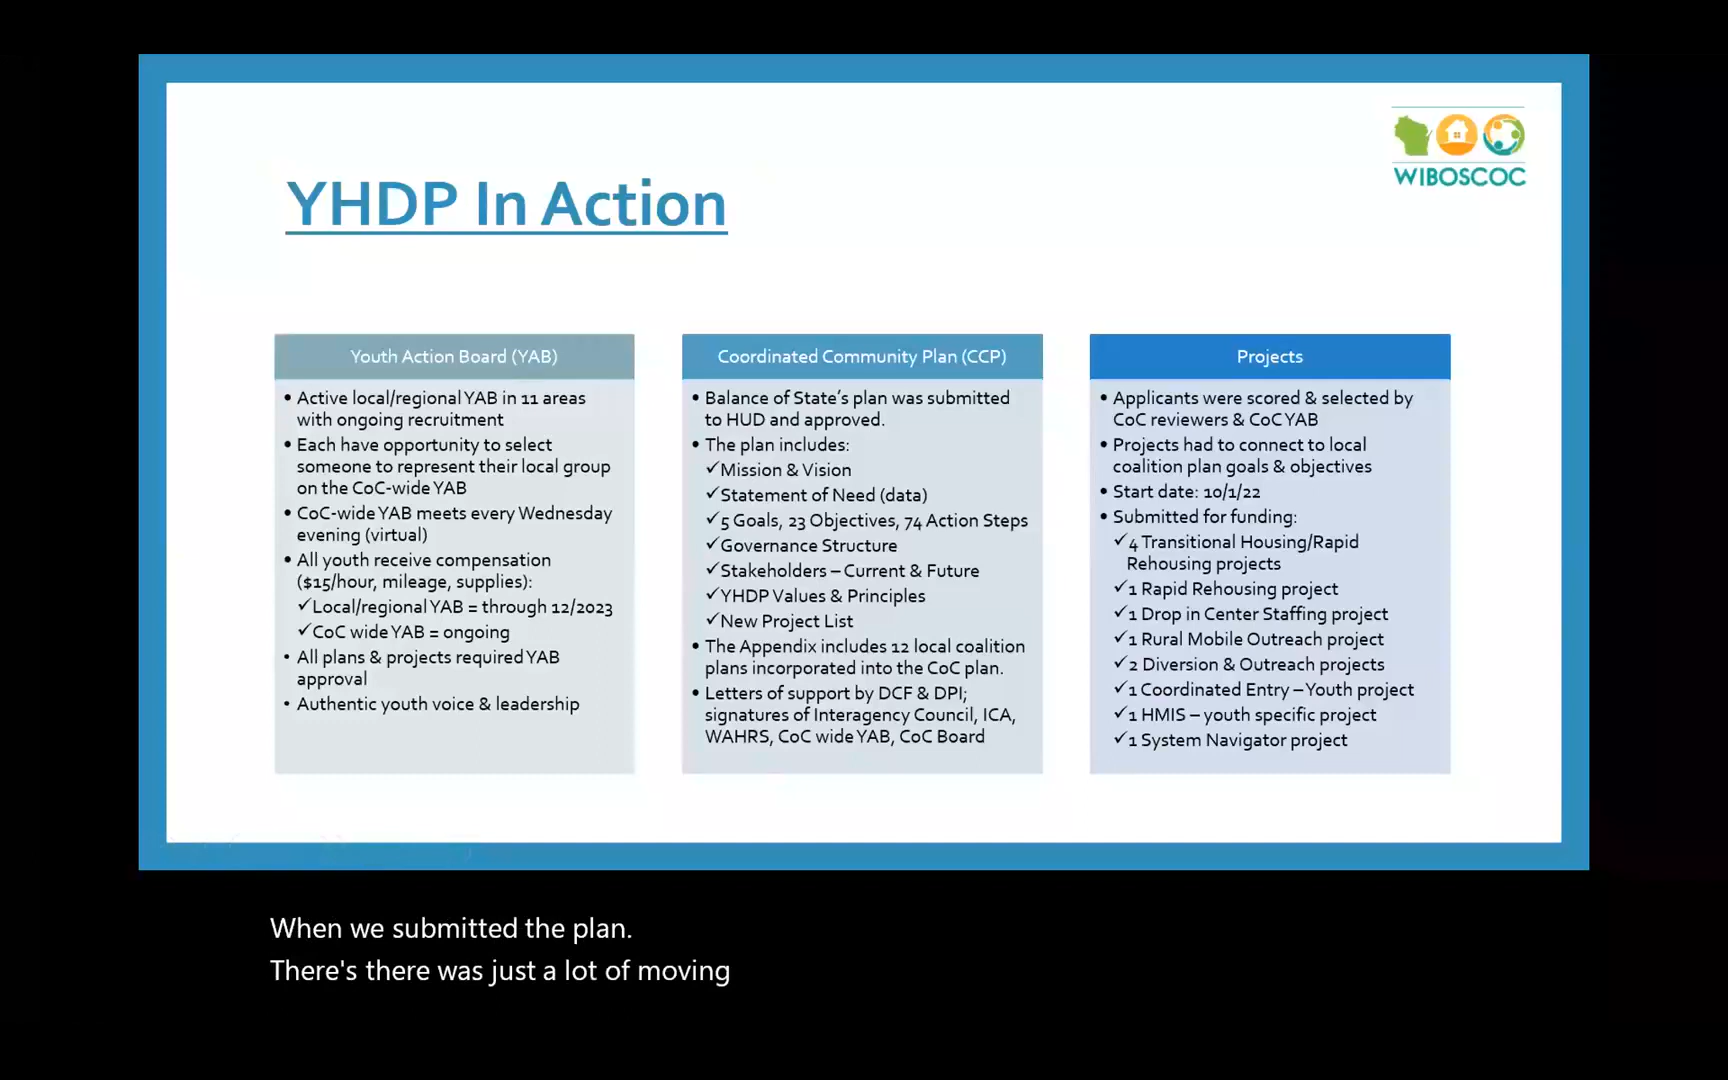 WIBOSCOC
YHDP In Action
Youth Action Board (YAB)
• Active local/regional YAB in 11 areas
with ongoing recruitment
• Each have opportunity to select
someone to represent their local group
on the CoC-wide YAB
• CoC-wide YAB meets every Wednesday
evening (virtual)
• All youth receive compensation
($15/hour, mileage, supplies):
✓Local/regional YAB = through 12/2023
✓CoC wide YAB = ongoing
• All plans & projects required YAB
approval
• Authentic youth voice & leadership
Coordinated Community Plan (CCP)
• Balance of State’s plan was submitted
to HUD and approved.
• The plan includes:
✓Mission & Vision
✓Statement of Need (data)
✓5 Goals, 23 Objectives, 74 Action Steps
✓Governance Structure
✓Stakeholders – Current & Future
✓YHDP Values & Principles
✓New Project List
• The Appendix includes 12 local coalition
plans incorporated into the CoC plan.
• Letters of support by DCF & DPI;
signatures of Interagency Council, ICA,
WAHRS, CoC wide YAB, CoC Board
Projects
• Applicants were scored & selected by
CoC reviewers & CoC YAB
• Projects had to connect to local
coalition plan goals & objectives
• Start date: 10/1/22
• Submitted for funding:
✓4 Transitional Housing/Rapid
Rehousing projects
✓1 Rapid Rehousing project
✓1 Drop in Center Staffing project
✓1 Rural Mobile Outreach project
✓2 Diversion & Outreach projects
✓1 Coordinated Entry – Youth project
✓1 HMIS – youth specific project
✓1 System Navigator project
When we submitted the plan.
There's there was just a lot of moving